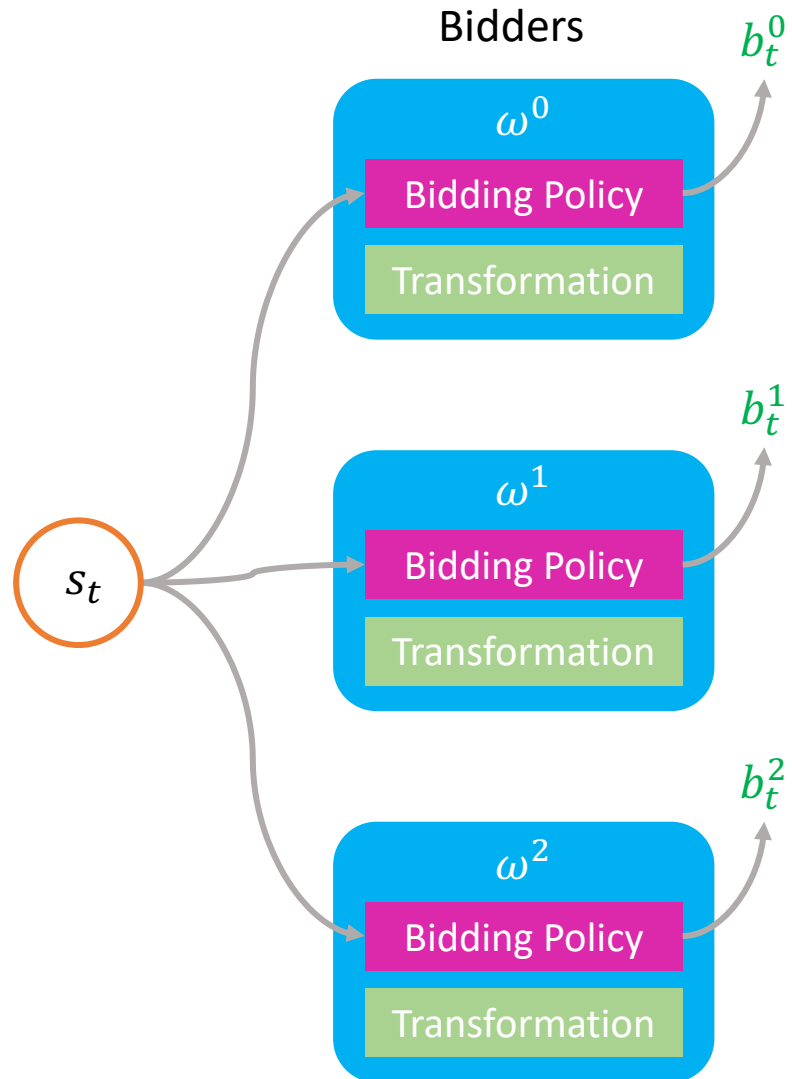 Bidders
b_t^0
ω^0
Bidding Policy
Transformation
b_t^1
ω^1
Bidding Policy
s_t
Transformation
b_t^2
ω^2
Bidding Policy
Transformation